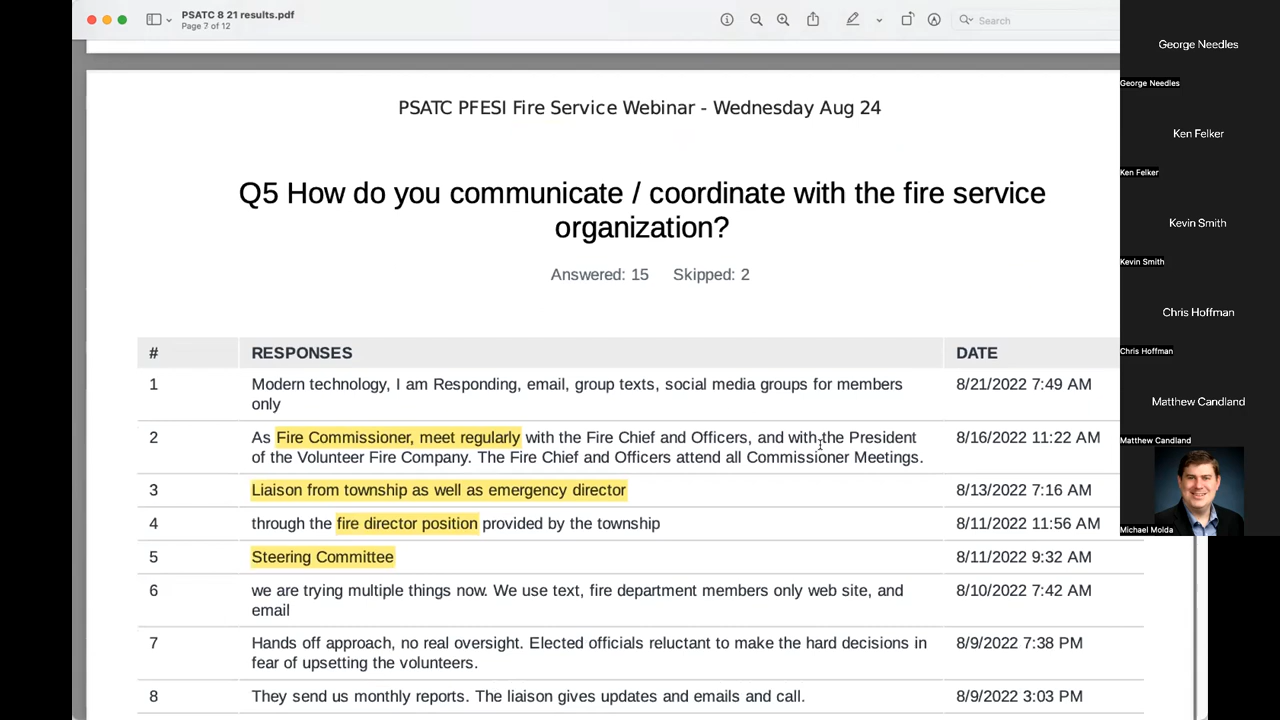 PSATC 8 21 results.pdf
Page 7 of 12
Search
PSATC PFESI Fire Service Webinar - Wednesday Aug 24
Q5 How do you communicate / coordinate with the fire service
organization?
Answered: 15 Skipped: 2
# RESPONSES DATE
1 Modern technology, I am Responding, email, group texts, social media groups for members 8/21/2022 7:49 AM
only
2 As Fire Commissioner, meet regularly with the Fire Chief and Officers, and with the President 8/16/2022 11:22 AM
of the Volunteer Fire Company. The Fire Chief and Officers attend all Commissioner Meetings.
3 Liaison from township as well as emergency director 8/13/2022 7:16 AM
4 through the fire director position provided by the township 8/11/2022 11:56 AM
5 Steering Committee 8/11/2022 9:32 AM
6 we are trying multiple things now. We use text, fire department members only web site, and 8/10/2022 7:42 AM
email
7 Hands off approach, no real oversight. Elected officials reluctant to make the hard decisions in 8/9/2022 7:38 PM
fear of upsetting the volunteers.
8 They send us monthly reports. The liaison gives updates and emails and call. 8/9/2022 3:03 PM
George Needles
George Needles
Ken Felker
Ken Felker
Kevin Smith
Kevin Smith
Chris Hoffman
Chris Hoffman
Matthew Candland
Matthew Candland
Michael Molda